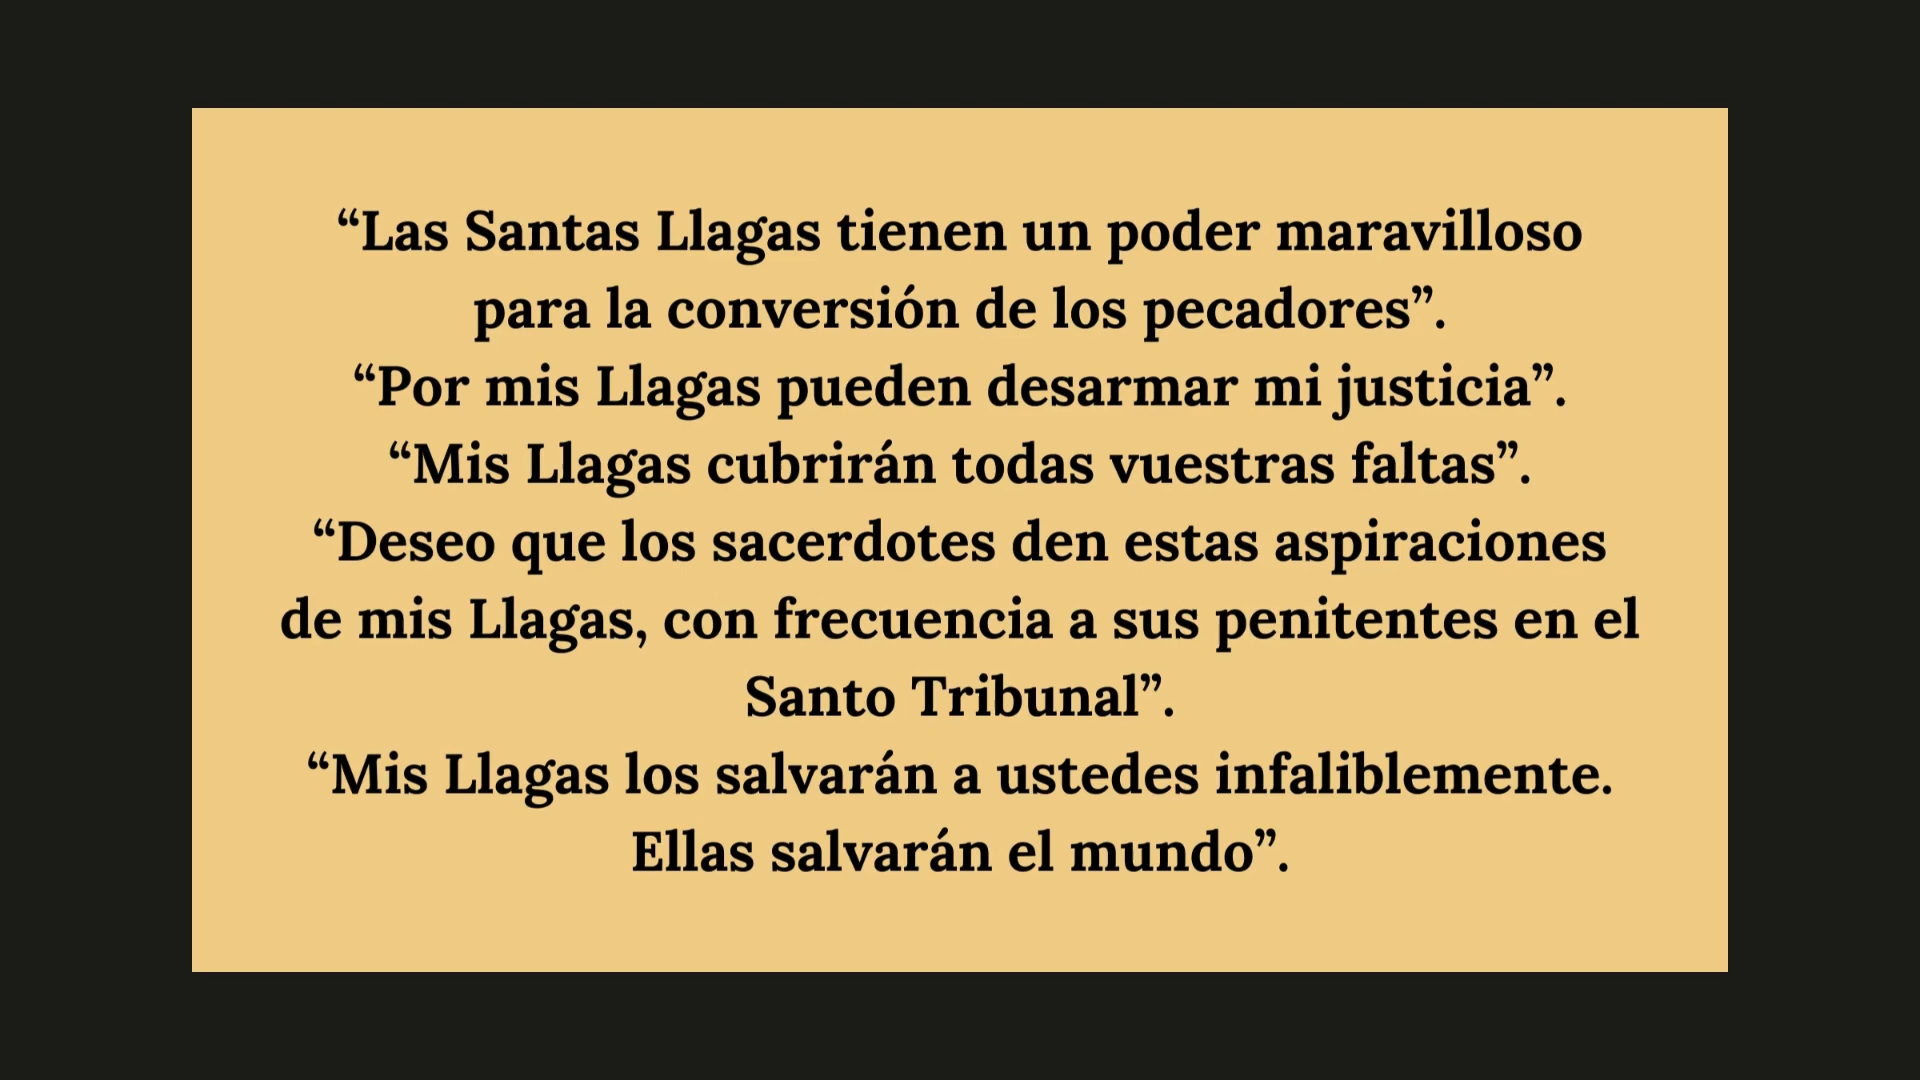 “Las Santas Llagas tienen un poder maravilloso
para la conversión de los pecadores”.
“Por mis Llagas pueden desarmar mi justicia”.
“Mis Llagas cubrirán todas vuestras faltas”.
“Deseo que los sacerdotes den estas aspiraciones
de mis Llagas, con frecuencia a sus penitentes en el
Santo Tribunal”.
“Mis Llagas los salvarán a ustedes infaliblemente.
Ellas salvarán el mundo”.